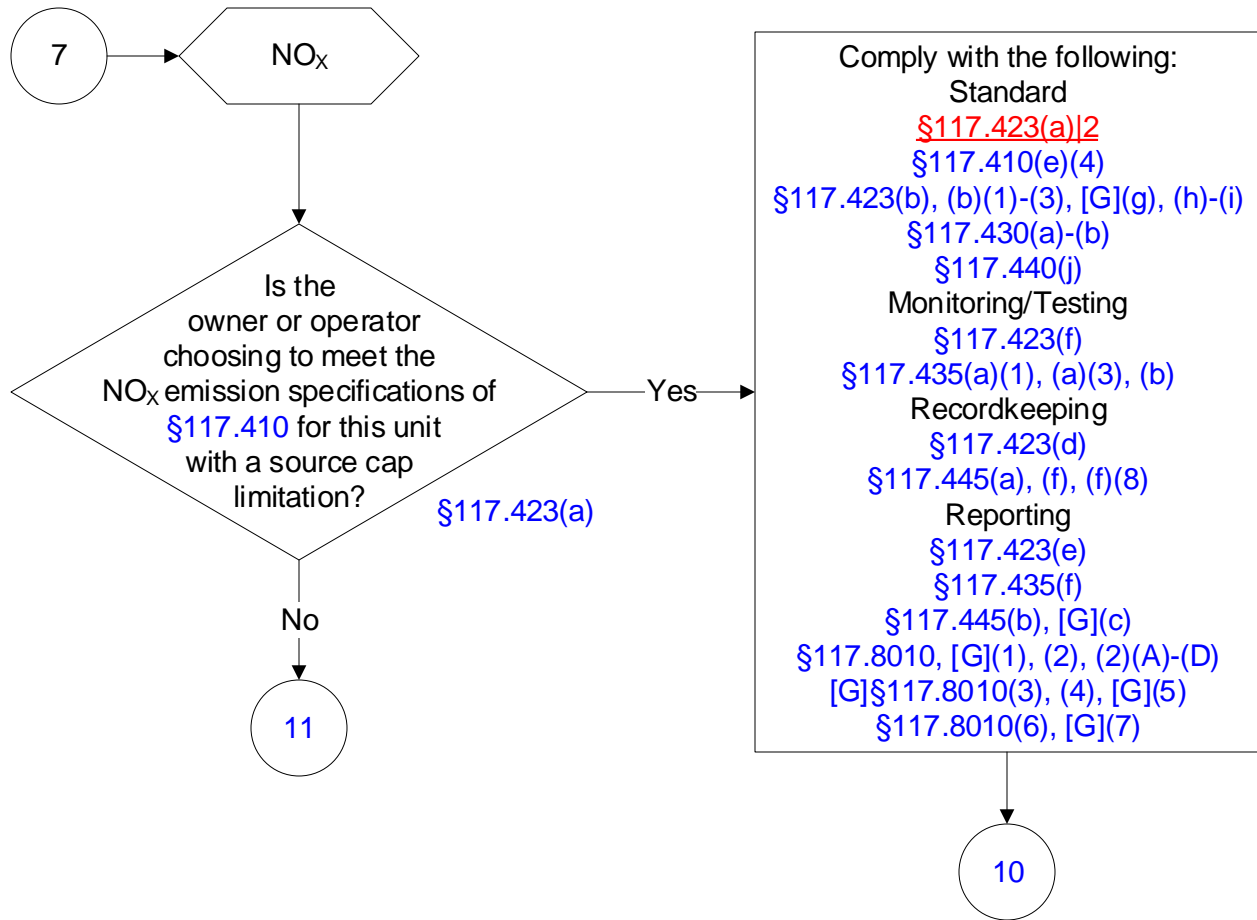 7
NOX
Is the
owner or operator
choosing to meet the
NOX emission specifications of
§117.410 for this unit
with a source cap
limitation?
§117.423(a)
Yes
No
11
Comply with the following:
Standard
§117.423(a)|2
§117.410(e)(4)
§117.423(b), (b)(1)-(3), [G](g), (h)-(i)
§117.430(a)-(b)
§117.440(j)
Monitoring/Testing
§117.423(f)
§117.435(a)(1), (a)(3), (b)
Recordkeeping
§117.423(d)
§117.445(a), (f), (f)(8)
Reporting
§117.423(e)
§117.435(f)
§117.445(b), [G](c)
§117.8010, [G](1), (2), (2)(A)-(D)
[G]§117.8010(3), (4), [G](5)
§117.8010(6), [G](7)
10